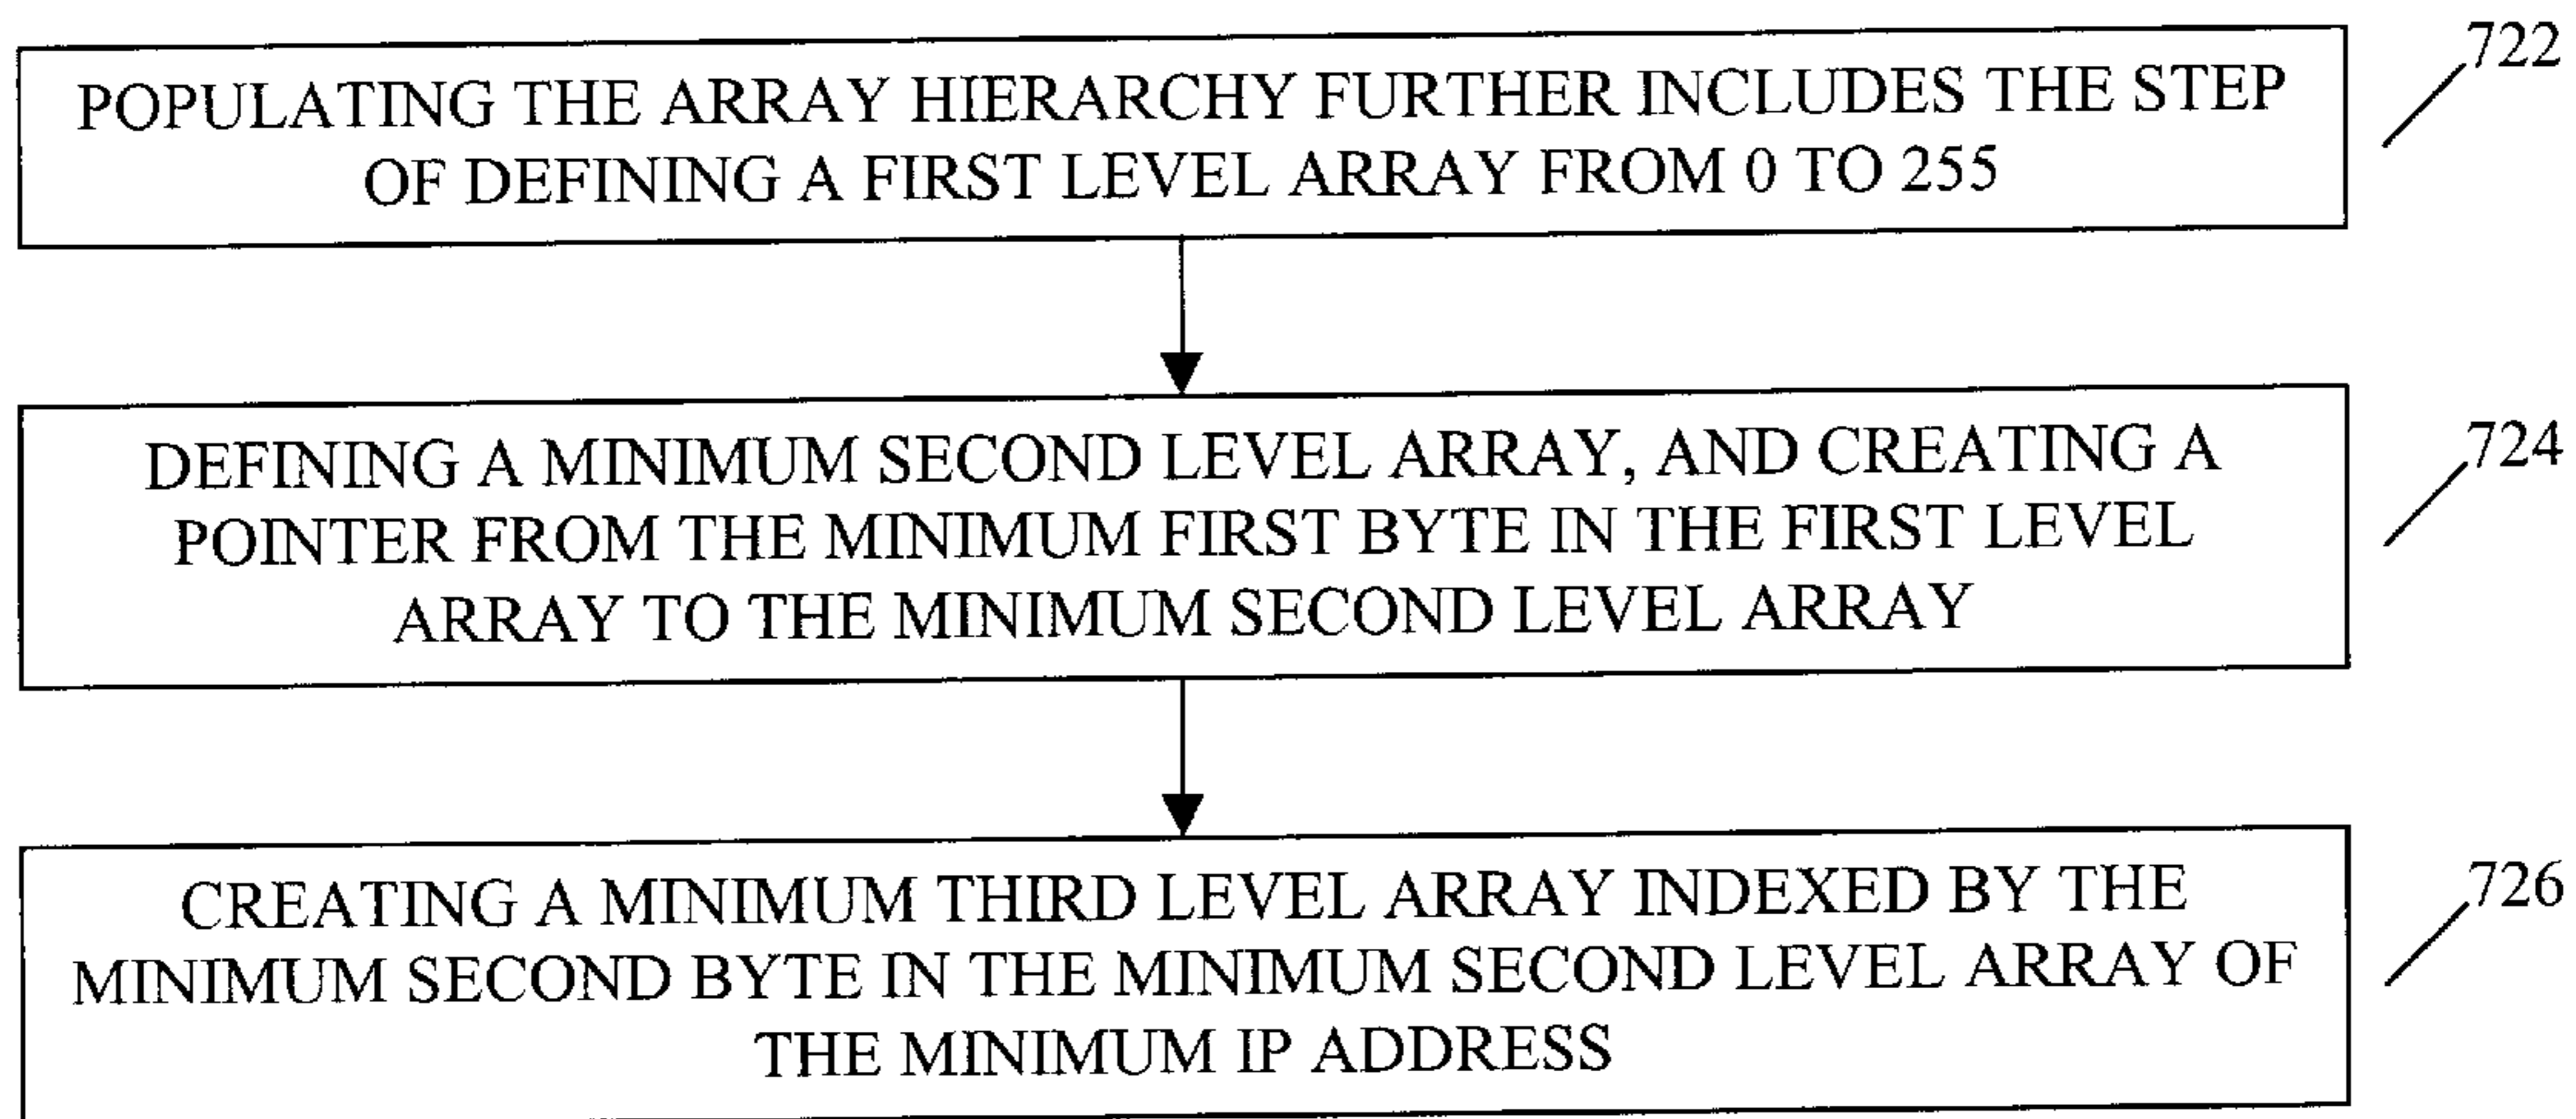 722
POPULATING THE ARRAY HIERARCHY FURTHER INCLUDES THE STEP
OF DEFINING A FIRST LEVEL ARRAY FROM 0 TO 255
724
DEFINING A MINIMUM SECOND LEVEL ARRAY, AND CREATING A
POINTER FROM THE MINIMUM FIRST BYTE IN THE FIRST LEVEL
ARRAY TO THE MINIMUM SECOND LEVEL ARRAY
726
CREATING A MINIMUM THIRD LEVEL ARRAY INDEXED BY THE
MINIMUM SECOND BYTE IN THE MINIMUM SECOND LEVEL ARRAY OF
THE MINIMUM IP ADDRESS